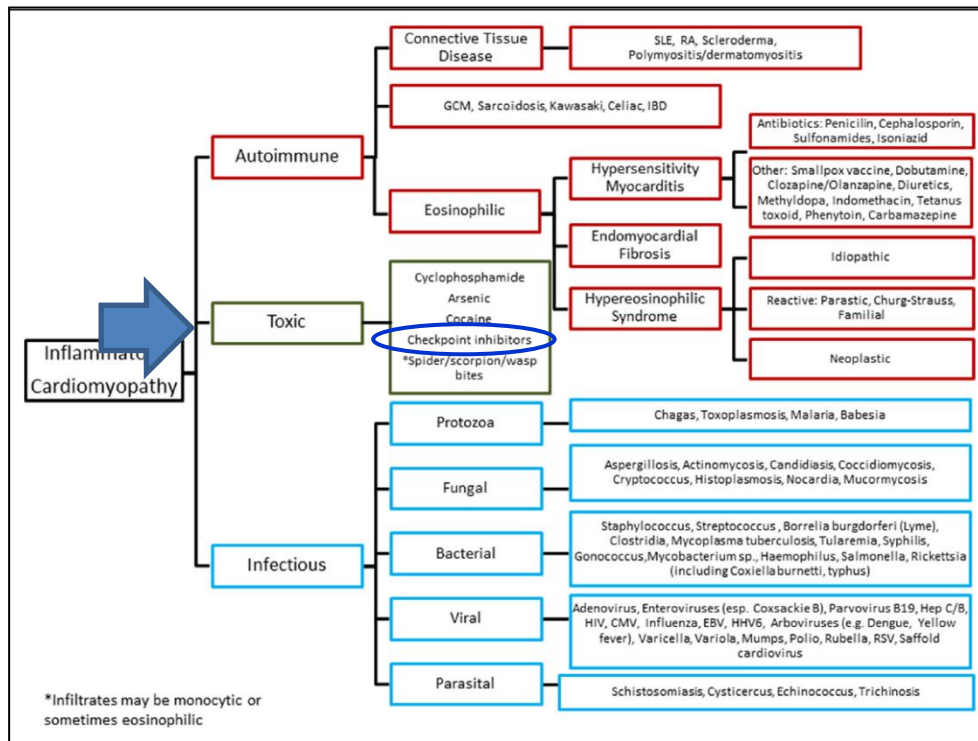 Connective Tissue
Disease
SLE, RA, Scleroderma,
Polymyositis/dermatomyositis
GCM, Sarcoidosis, Kawasaki, Celiac, IBD
Autoimmune
Eosinophilic
Hypersensitivity
Myocarditis
Antibiotics: Penicilin, Cephalosporin,
Sulfonamides, Isoniazid
Other: Smallpox vaccine, Dobutamine,
Clozapine/Olanzapine, Diuretics,
Methyldopa, Indomethacin, Tetanus
toxoid, Phenytoin, Carbamazepine
Endomyocardial
Fibrosis
Hypereosinophilic
Syndrome
Idiopathic
Reactive: Parastic, Churg-Strauss,
Familial
Neoplastic
Toxic
Cyclophosphamide
Arsenic
Cocaine
Checkpoint inhibitors
*Spider/scorpion/wasp
bites
Inflammato
Cardiomyopathy
Infectious
Protozoa
Chagas, Toxoplasmosis, Malaria, Babesia
Fungal
Aspergillosis, Actinomycosis, Candidiasis, Coccidiomycosis,
Cryptococcus, Histoplasmosis, Nocardia, Mucormycosis
Bacterial
Staphylococcus, Streptococcus , Borrelia burgdorferi (Lyme),
Clostridia, Mycoplasma tuberculosis, Tularemia, Syphilis,
Gonococcus,Mycobacterium sp., Haemophilus, Salmonella, Rickettsia
(including Coxiella burnetti, typhus)
Viral
Adenovirus, Enteroviruses (esp. Coxsackie B), Parvovirus B19, Hep C/B,
HIV, CMV, Influenza, EBV, HHV6, Arboviruses (e.g. Dengue, Yellow
fever), Varicella, Variola, Mumps, Polio, Rubella, RSV, Saffold
cardiovirus
Parasital
Schistosomiasis, Cysticercus, Echinococcus, Trichinosis
*Infiltrates may be monocytic or
sometimes eosinophilic